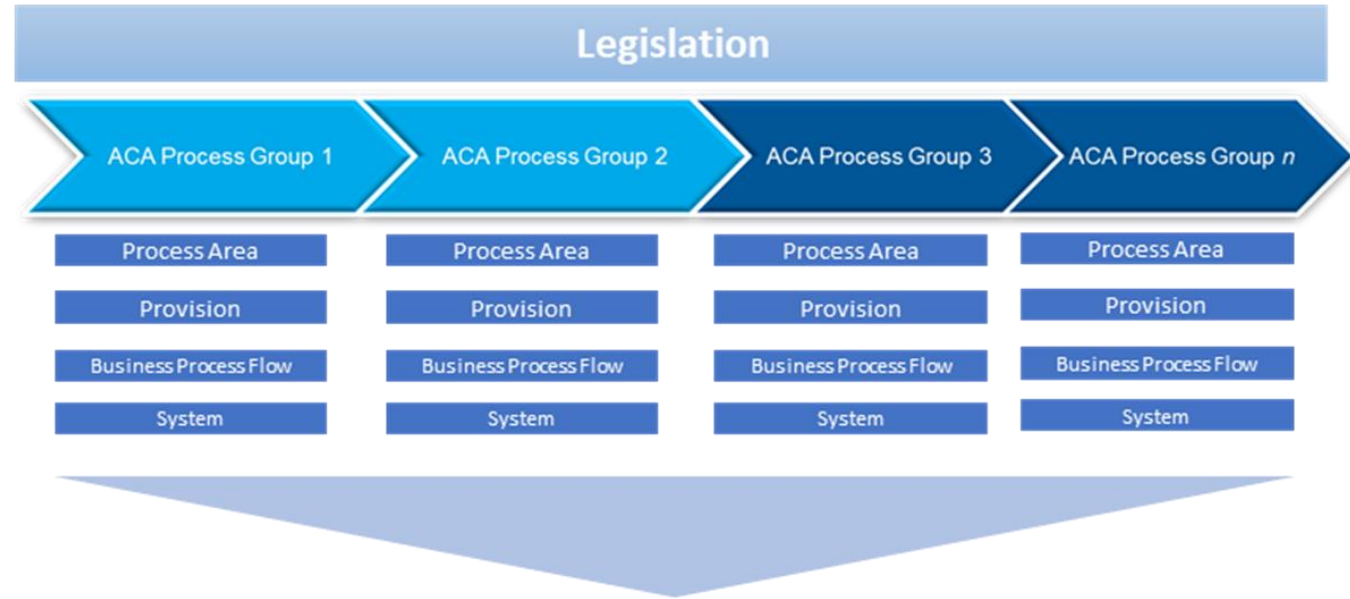 Legislation
ACA Process Group 1
ACA Process Group 2
ACA Process Group 3
ACA Process Group n
Process Area
Process Area
Process Area
Process Area
Provision
Provision
Provision
Provision
Business Process Flow
Business Process Flow
Business Process Flow
Business Process Flow
System
System
System
System